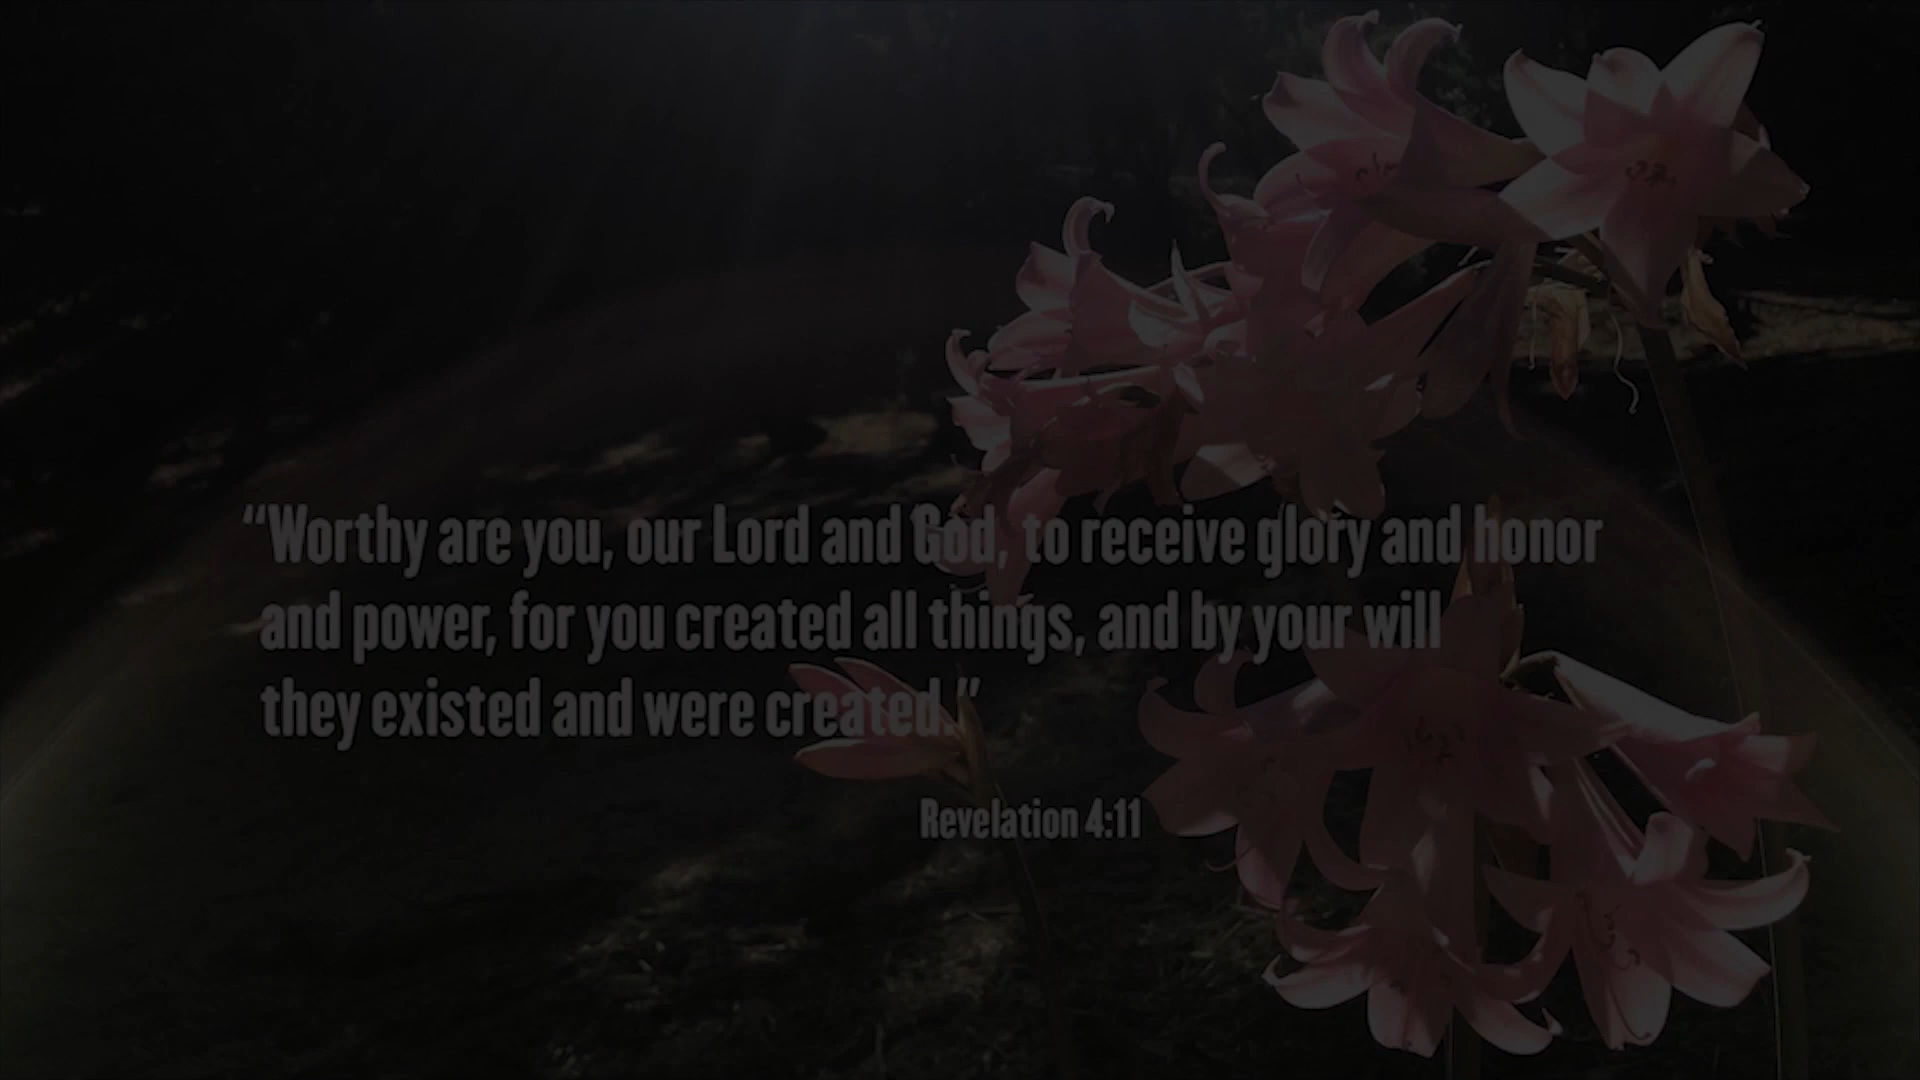 “Worthy are you, our Lord and God, to receive glory and honor
and power, for you created all things, and by your will
they existed and were created.”
Revelation 4:11